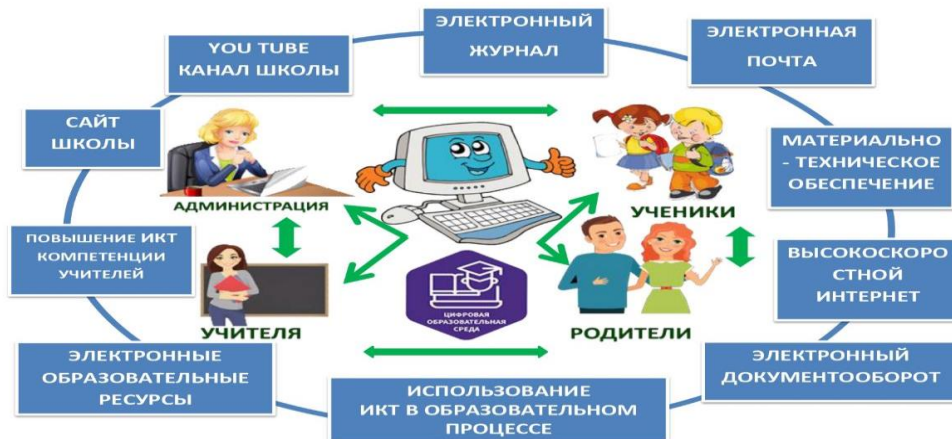 ЭЛЕКТРОННЫЙ
ЖУРНАЛ
ЭЛЕКТРОННАЯ
ПОЧТА
YOU TUBE
КАНАЛ ШКОЛЫ
САЙТ
ШКОЛЫ
МАТЕРИАЛЬНО
- ТЕХНИЧЕСКОЕ
ОБЕСПЕЧЕНИЕ
АДМИНИСТРАЦИЯ
УЧЕНИКИ
ПОВЫШЕНИЕ ИКТ
КОМПЕТЕНЦИИ
УЧИТЕЛЕЙ
ВЫСОКОСКОРО
СТНОЙ
ИНТЕРНЕТ
УЧИТЕЛЯ
ЦИФРОВАЯ
ОБРАЗОВАТЕЛЬНАЯ
СРЕДА
РОДИТЕЛИ
ЭЛЕКТРОННЫЕ
ОБРАЗОВАТЕЛЬНЫЕ
РЕСУРСЫ
ЭЛЕКТРОННЫЙ
ДОКУМЕНТООБОРОТ
ИСПОЛЬЗОВАНИЕ
ИКТ В ОБРАЗОВАТЕЛЬНОМ
ПРОЦЕССЕ